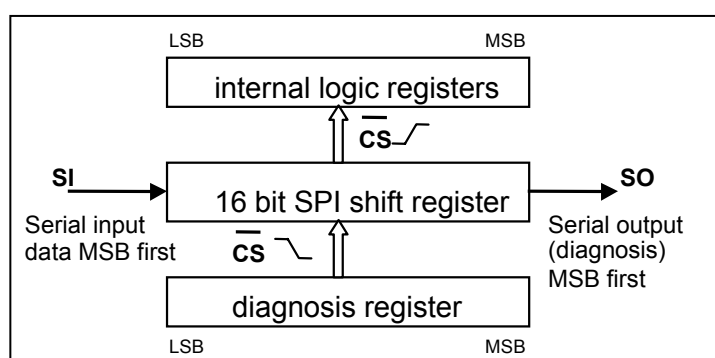 LSB MSB
internal logic registers
CS
SI
16 bit SPI shift register
SO
Serial input
data MSB first
Serial output
(diagnosis)
MSB first
CS
diagnosis register
LSB MSB